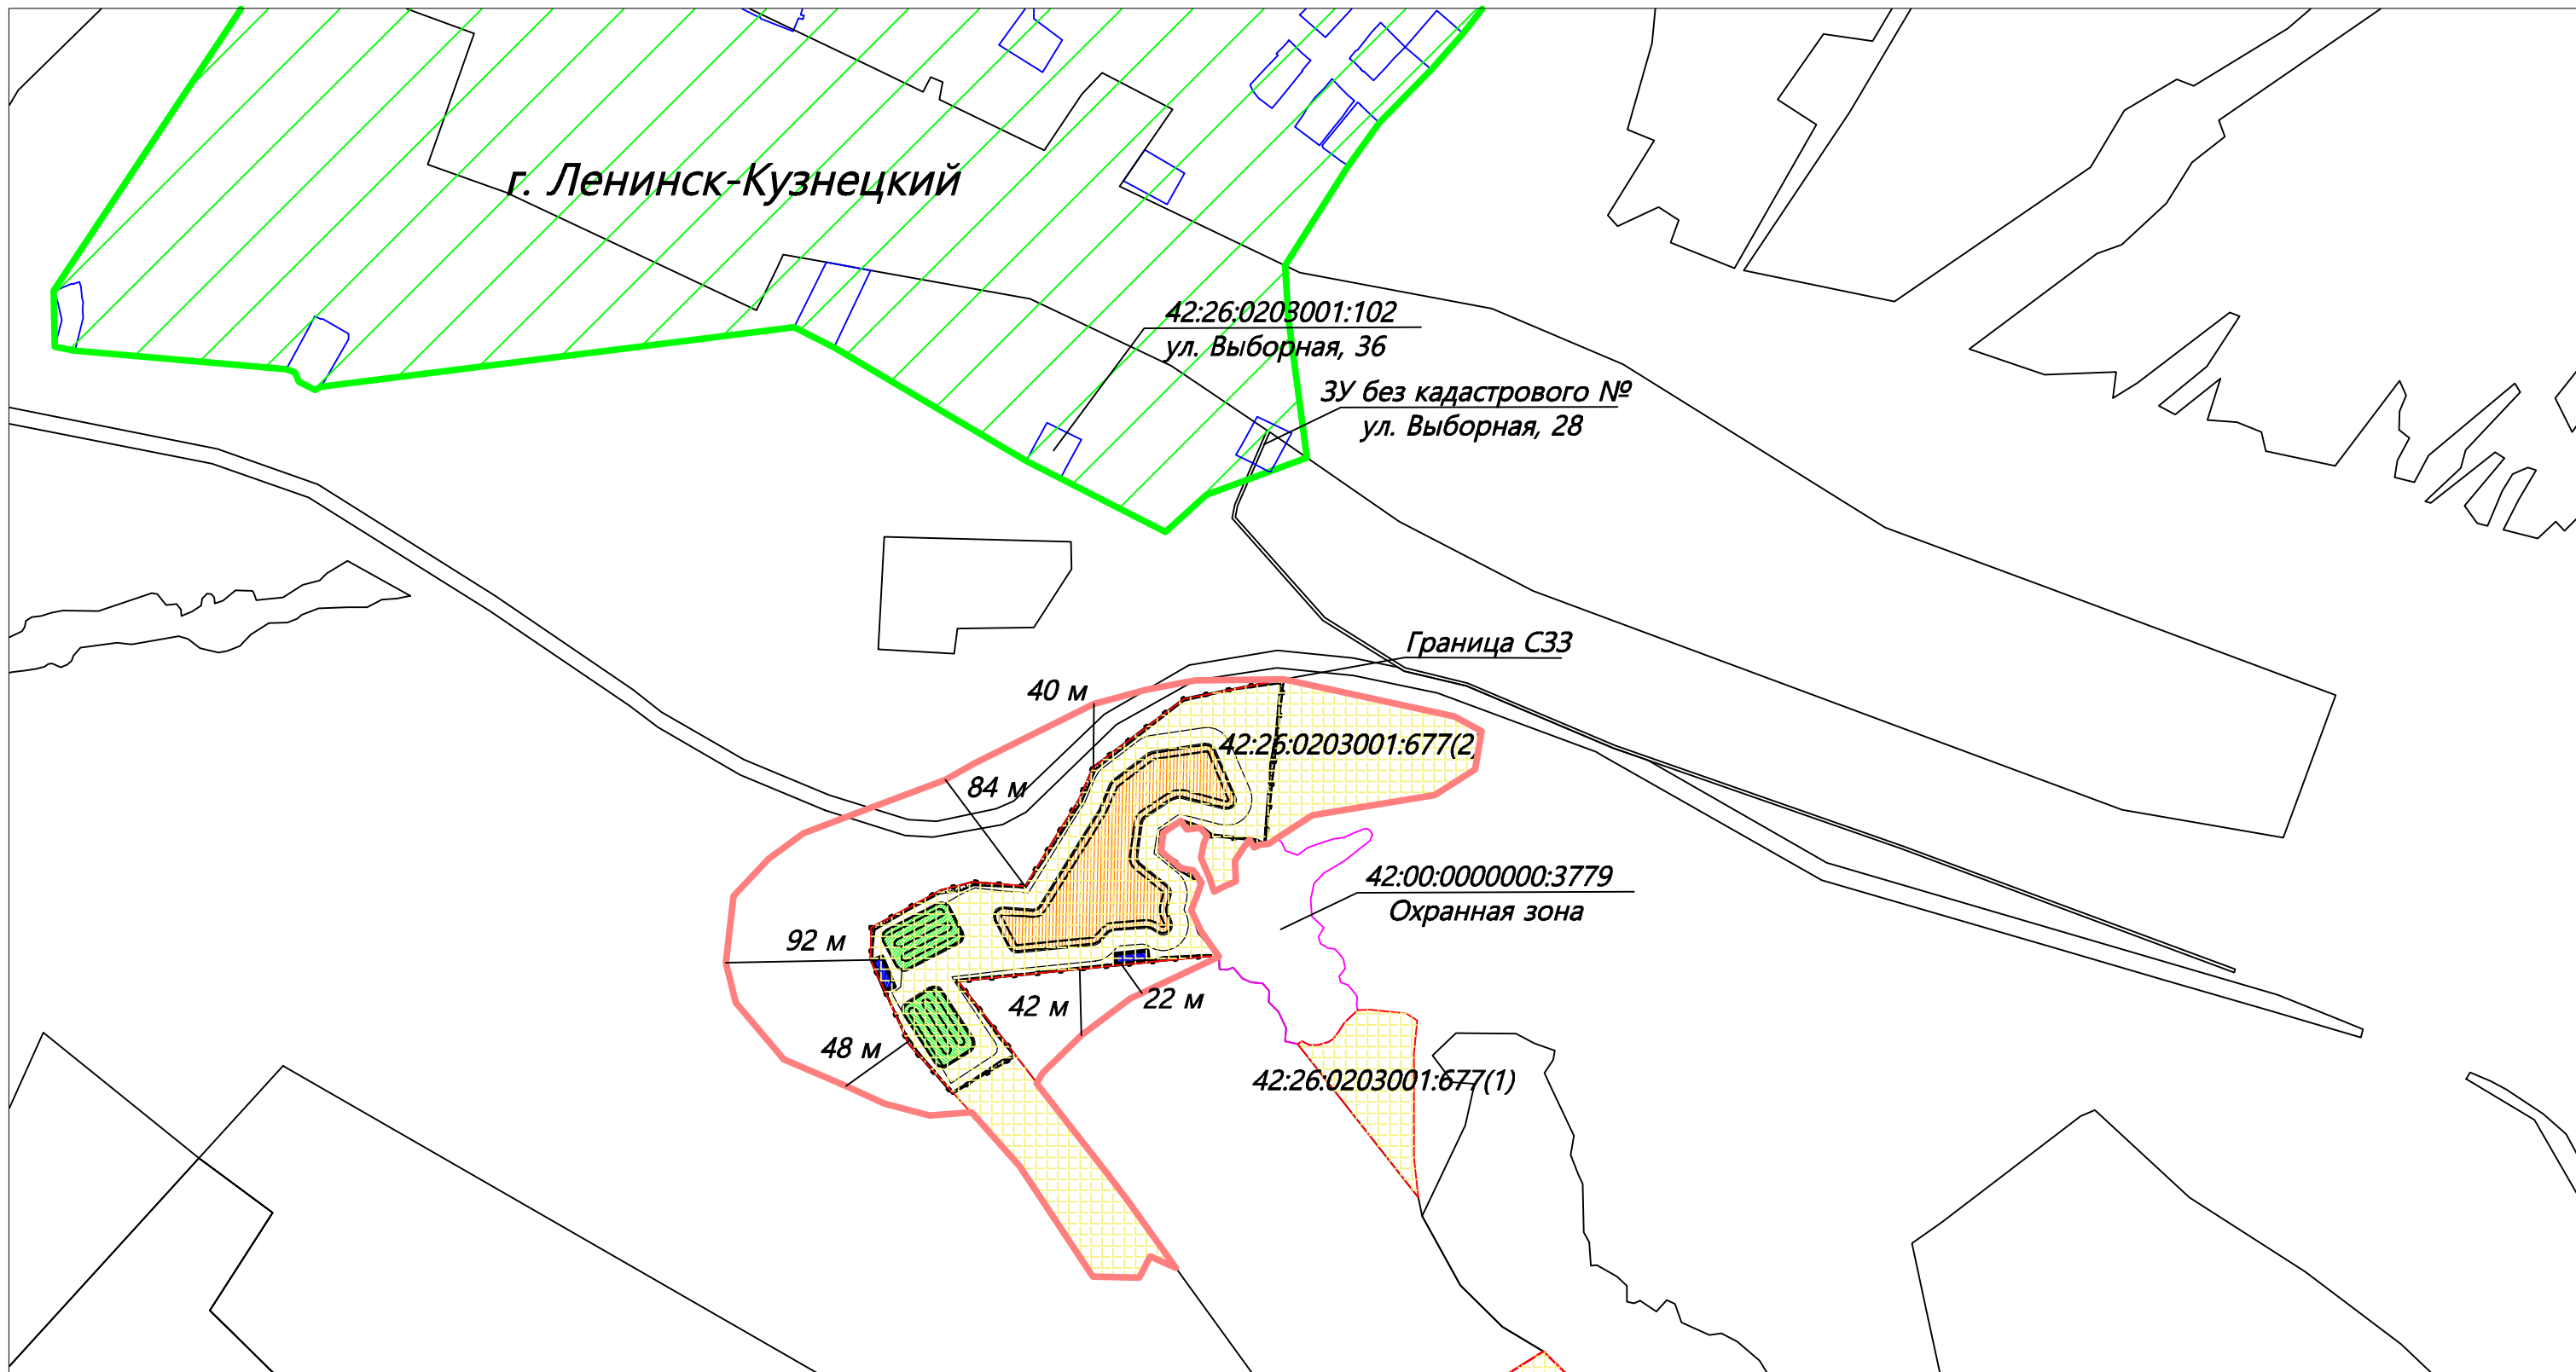 г. Ленинск-Кузнецкий
42:26:0203001:102
ул. Выборная, 36
ЗУ без кадастрового №
ул. Выборная, 28
Граница СЗЗ
40 м
42:26:0203001:677(2)
84 м
42:00:0000000:3779
Охранная зона
92 м
22 м
42 м
48 м
42:26:0203001:677(1)